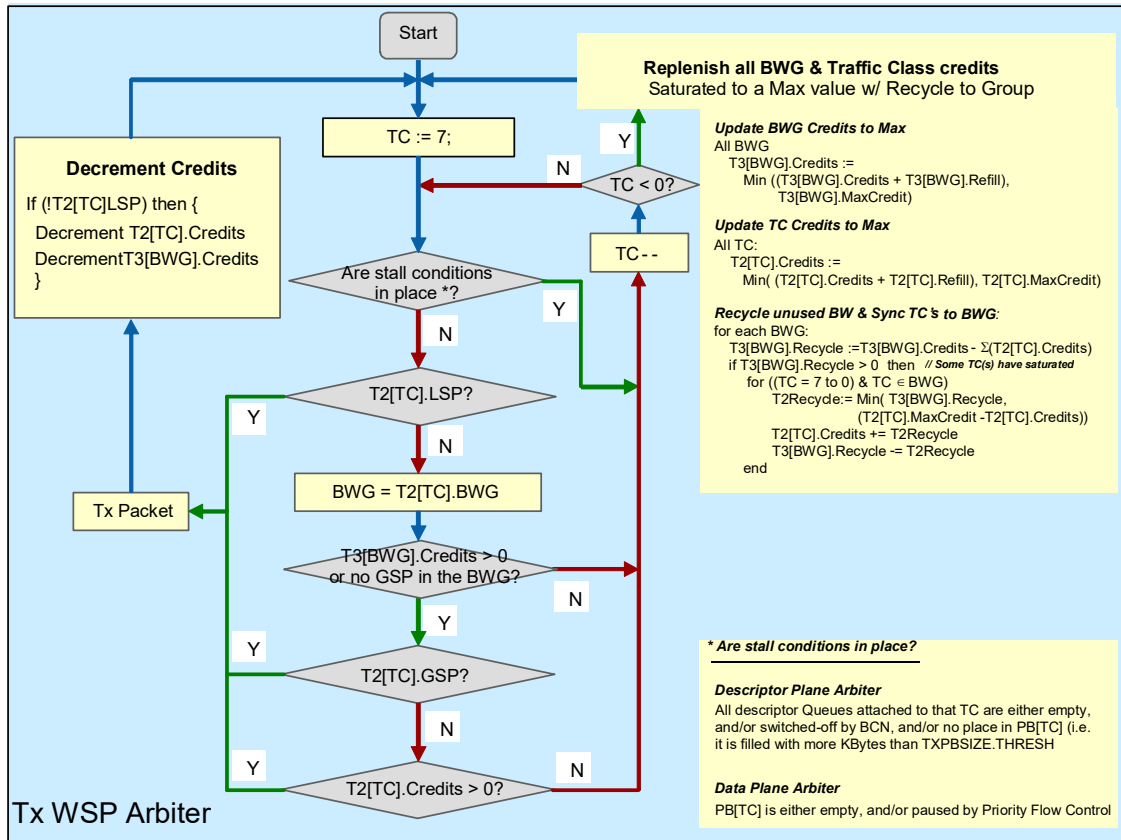 Start
Replenish all BWG & Traffic Class credits
Saturated to a Max value w/ Recycle to Group
TC := 7;
Y
N
TC < 0?
Decrement Credits
If (!T2[TC]LSP) then {
Decrement T2[TC].Credits
DecrementT3[BWG].Credits
}
TC--
Update BWG Credits to Max
All BWG
T3[BWG].Credits :=
Min ((T3[BWG].Credits + T3[BWG].Refill),
T3[BWG].MaxCredit)
Update TC Credits to Max
All TC:
T2[TC].Credits :=
Min( (T2[TC].Credits + T2[TC].Refill), T2[TC].MaxCredit)
Recycle unused BW & Sync TC's to BWG:
for each BWG:
T3[BWG].Recycle :=T3[BWG].Credits - Σ(T2[TC].Credits)
if T3[BWG].Recycle > 0 then // Some TC(s) have saturated
for ((TC = 7 to 0) & TC ∈ BWG)
T2Recycle:= Min( T3[BWG].Recycle,
(T2[TC].MaxCredit -T2[TC].Credits))
T2[TC].Credits += T2Recycle
T3[BWG].Recycle -= T2Recycle
end
Are stall conditions
in place *?
Y
N
T2[TC].LSP?
Y
N
BWG = T2[TC].BWG
Tx Packet
T3[BWG].Credits > 0
or no GSP in the BWG?
N
Y
T2[TC].GSP?
Y
N
T2[TC].Credits > 0?
Y
N
* Are stall conditions in place?
Descriptor Plane Arbiter
All descriptor Queues attached to that TC are either empty,
and/or switched-off by BCN, and/or no place in PB[TC] (i.e.
it is filled with more KBytes than TXPBSIZE.THRESH
Data Plane Arbiter
PB[TC] is either empty, and/or paused by Priority Flow Control
Tx WSP Arbiter